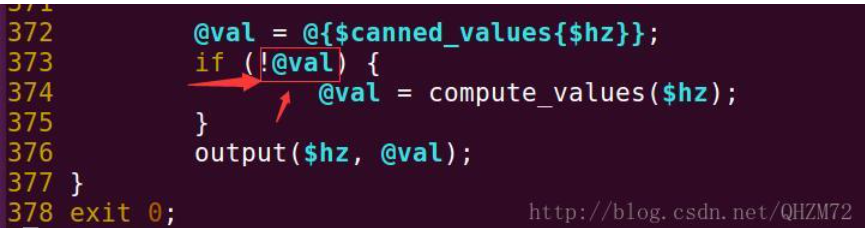 371
372 @val = @{$canned_values{$hz}};
373 if (!@val) {
374 @val = compute_values($hz);
375 }
376 output($hz, @val);
377 }
378 exit 0;
http://blog.csdn.net/QHZM72